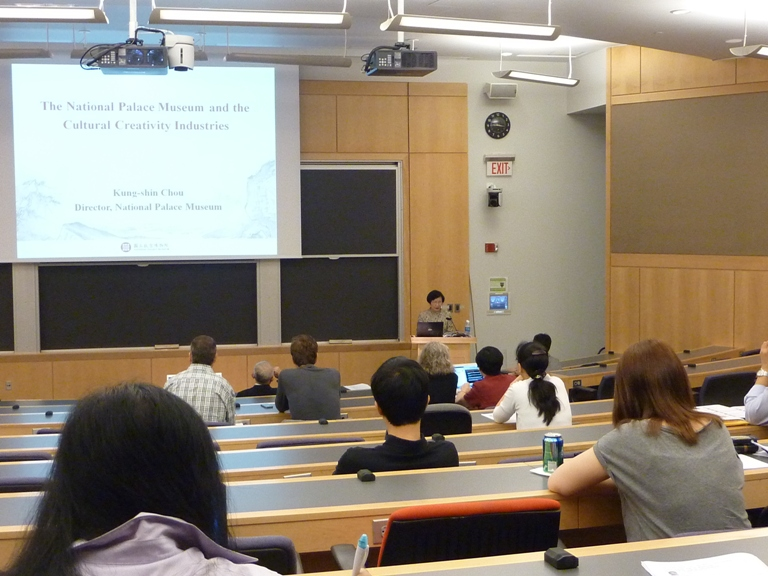 The National Palace Museum and the
Cultural Creativity Industries
Kung-shin Chou
Director, National Palace Museum
EXIT